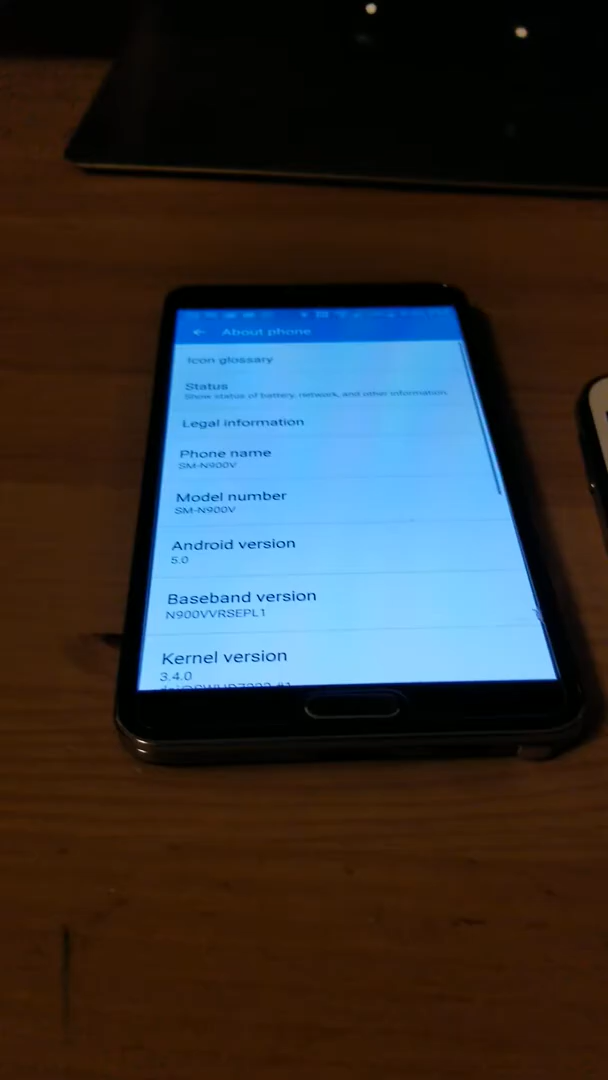 About phone
Icon glossary
Status
Show status of battery, network, and other information.
Legal information
Phone name
SM-N900V
Model number
SM-N900V
Android version
5.0
Baseband version
N900VVRSEPL1
Kernel version
3.4.0